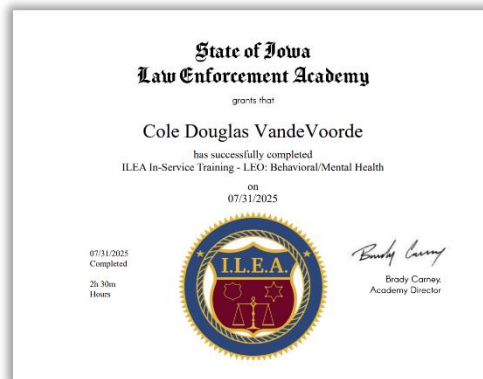 State of Iowa
Law Enforcement Academy
grants that
Cole Douglas VandeVoorde
has successfully completed
ILEA In-Service Training - LEO: Behavioral/Mental Health
on
07/31/2025
07/31/2025
Completed
2h 30m
Hours
I.L.E.A.
Brady Carney
Brady Carney,
Academy Director